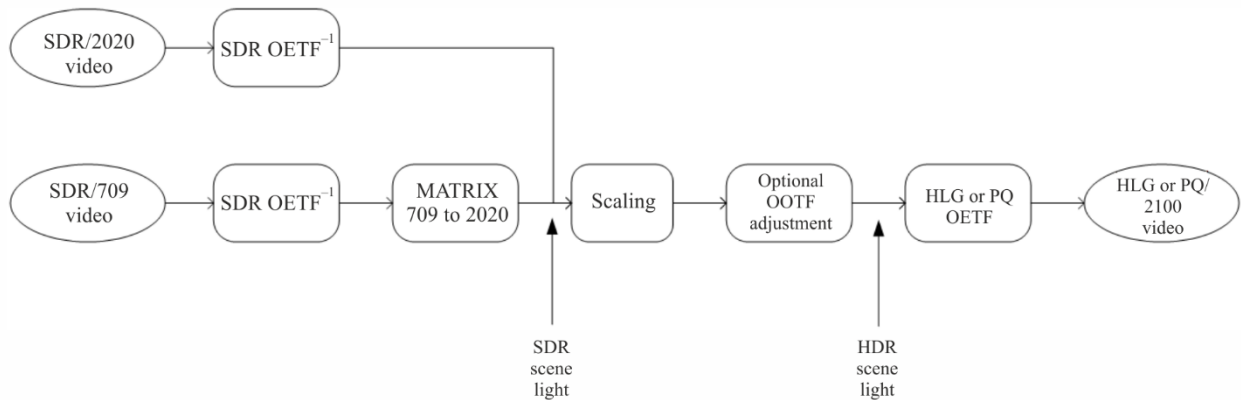 SDR/2020
video
SDR OETF⁻¹
SDR/709
video
SDR OETF⁻¹
MATRIX
709 to 2020
Scaling
Optional
OOTF
adjustment
HLG or PQ
OETF
HLG or PQ/
2100
video
SDR
scene
light
HDR
scene
light